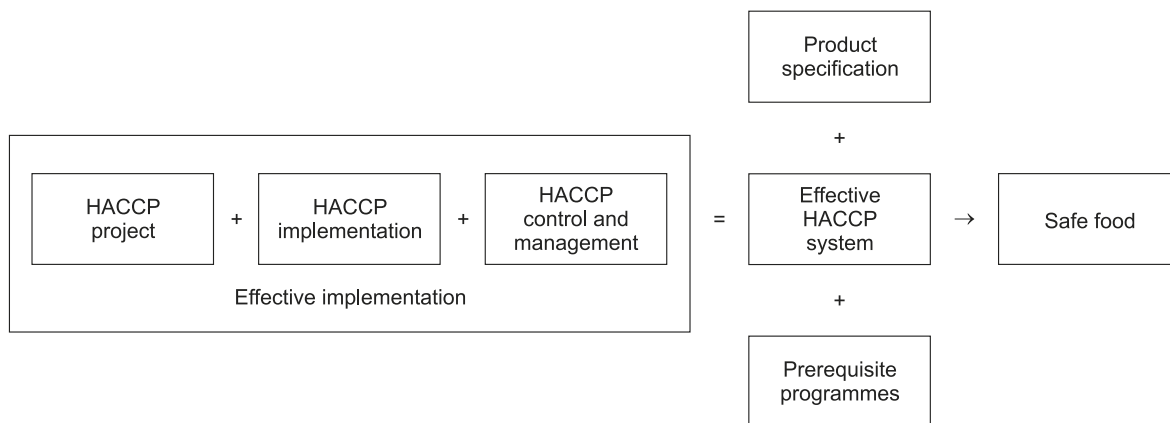 Product
specification
+
HACCP
project
+
HACCP
implementation
+
HACCP
control and
management
=
Effective
HACCP
system
→
Safe food
Effective implementation
+
Prerequisite
programmes